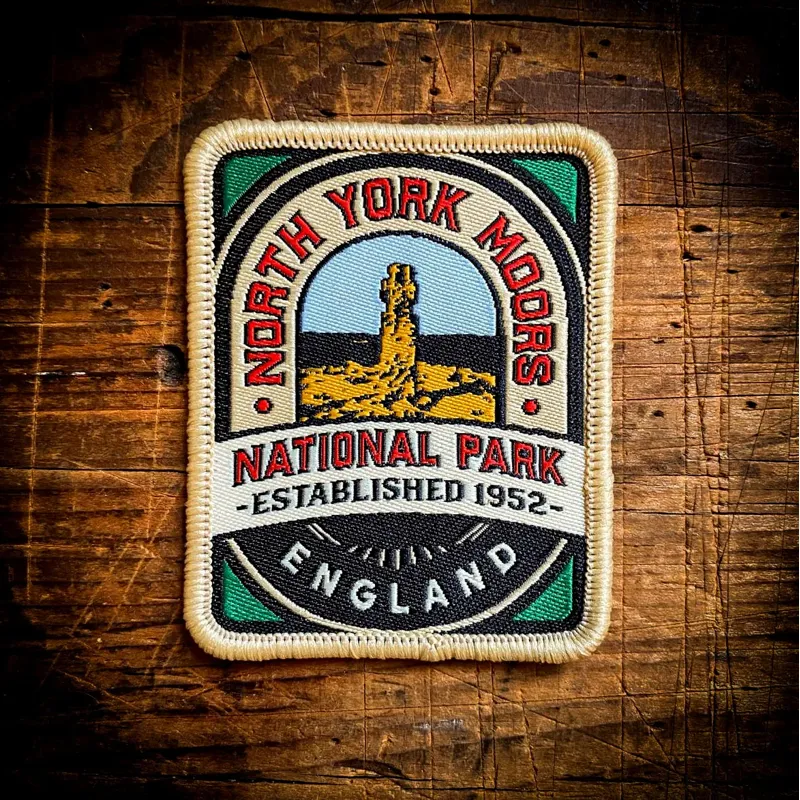 • NORTH YORK MOORS •
NATIONAL PARK
-ESTABLISHED 1952-
ENGLAND